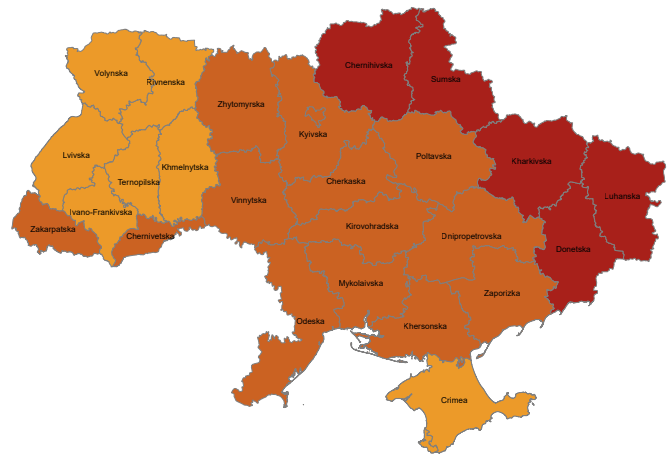 Volynska
Rivnenska
Chernihivska
Sumska
Zhytomyrska
Kyivska
Lvivska
Ternopilska
Khmelnytska
Poltavska
Kharkivska
Cherkaska
Luhanska
Vinnytska
Ivano-Frankivska
Zakarpatska
Chernivetska
Kirovohradska
Dnipropetrovska
Donetska
Mykolaivska
Zaporizka
Odeska
Khersonska
Crimea